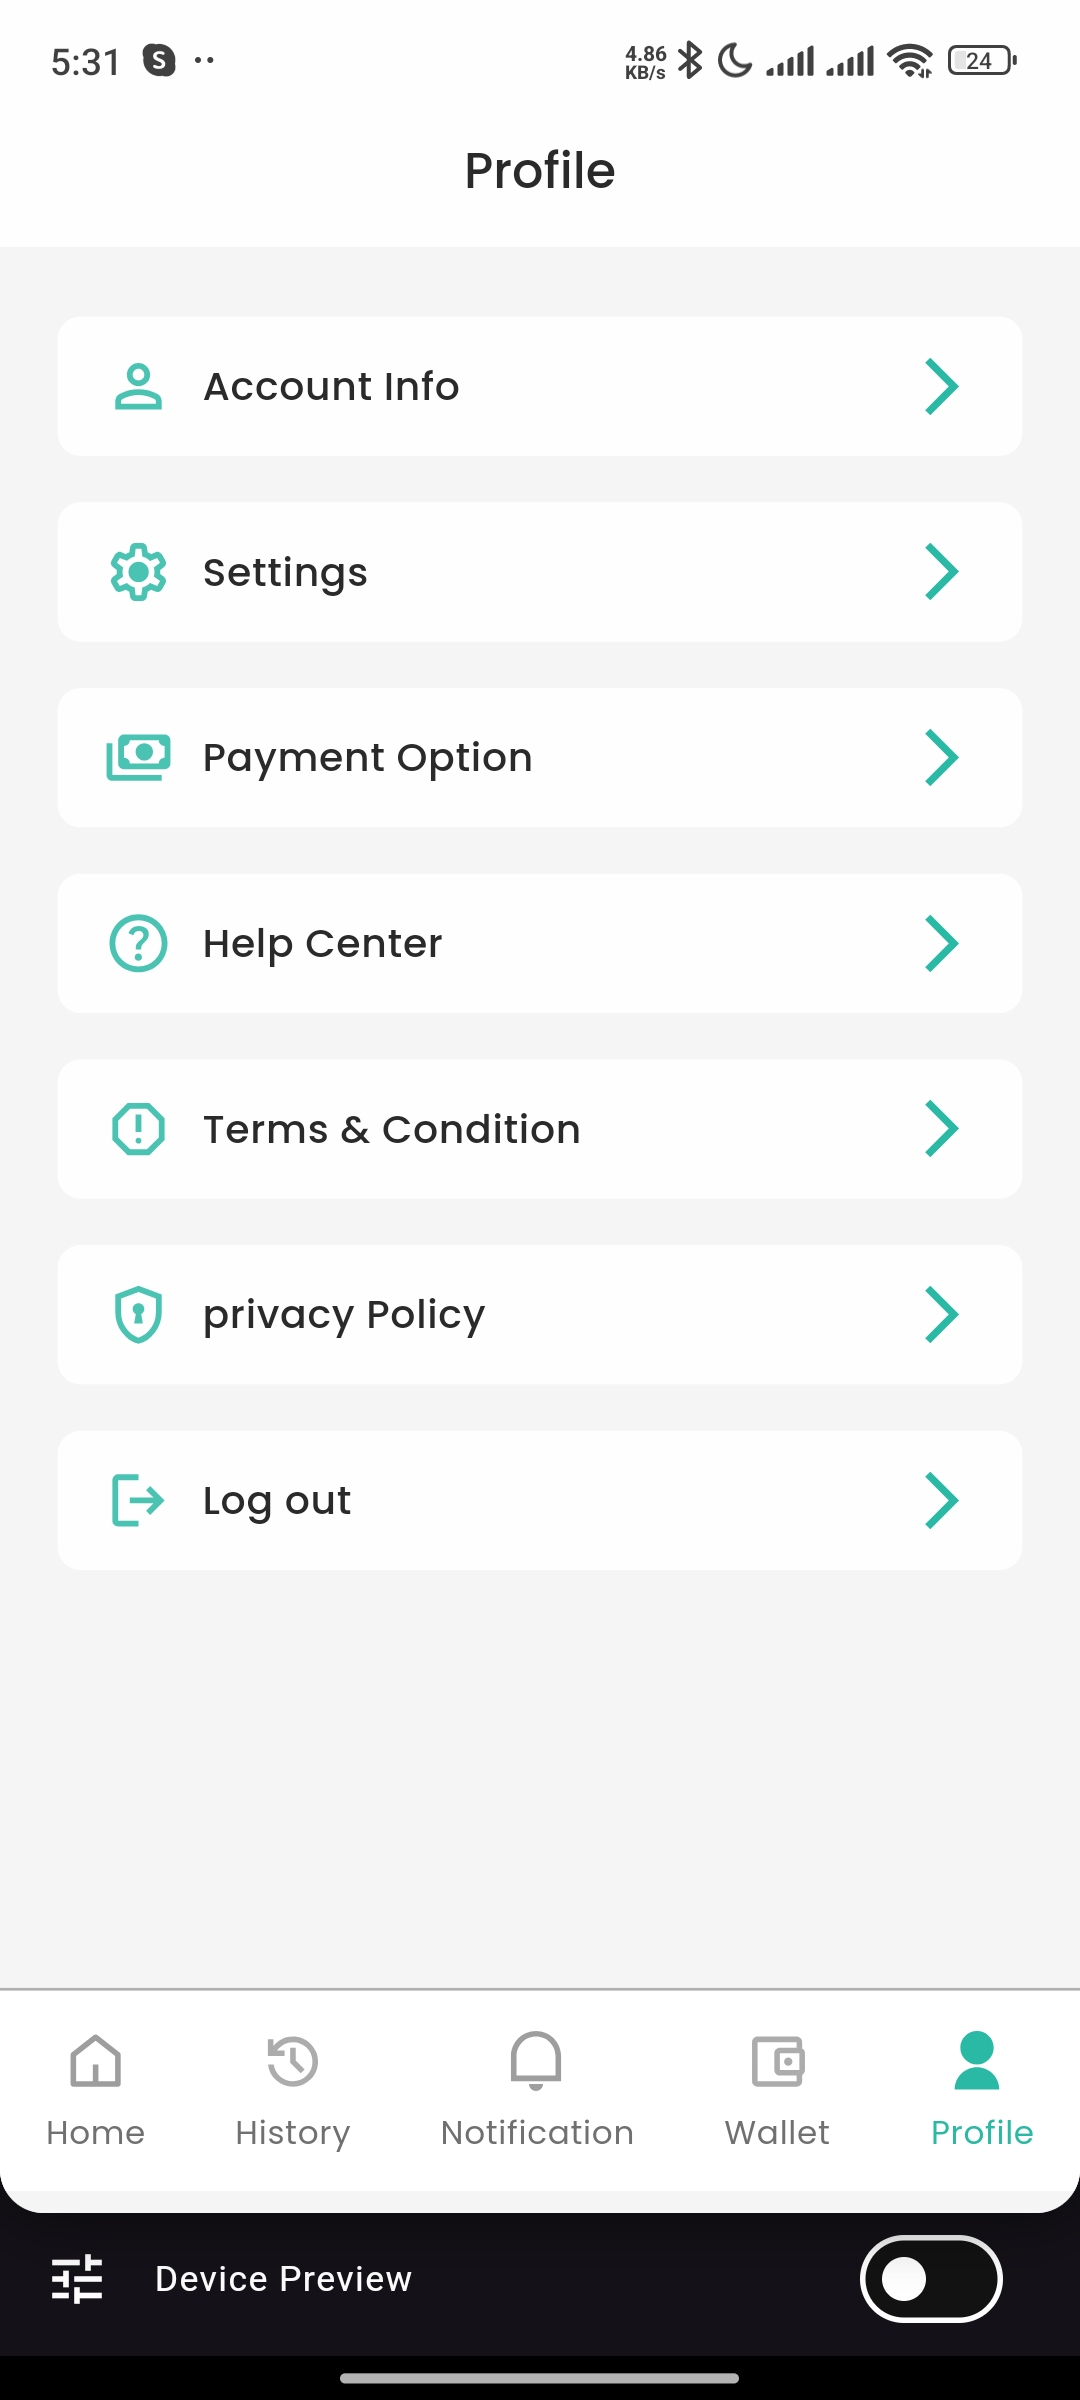 5:31
4.86
KB/s
24
Profile
Account Info
Settings
Payment Option
Help Center
Terms & Condition
privacy Policy
Log out
Home
History
Notification
Wallet
Profile
Device Preview